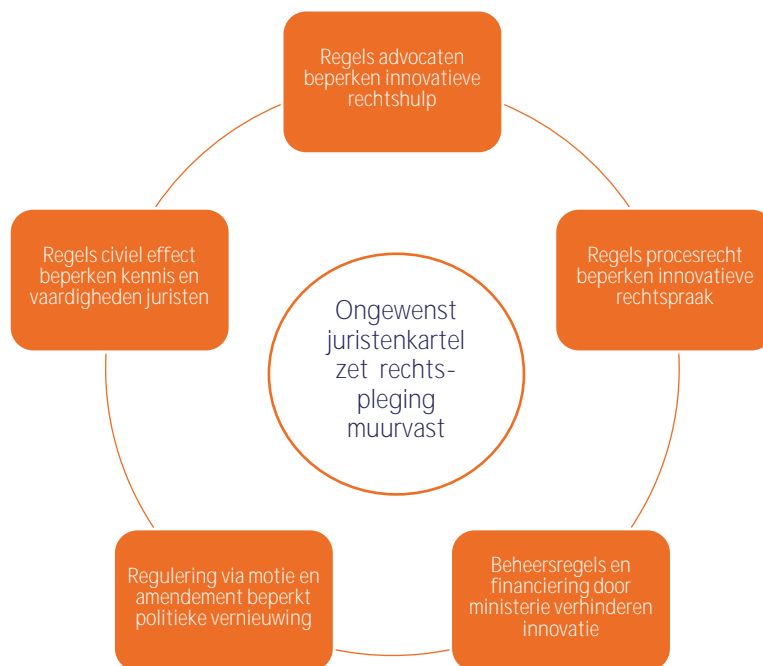 Regels advocaten
beperken innovatieve
rechtshulp
Regels civiel effect
beperken kennis en
vaardigheden juristen
Regels procesrecht
beperken innovatieve
rechtspraak
Ongewenst
juristenkartel
zet rechts-
pleging
muurvast
Regulering via motie en
amendement beperkt
politieke vernieuwing
Beheersregels en
financiering door
ministerie verhinderen
innovatie